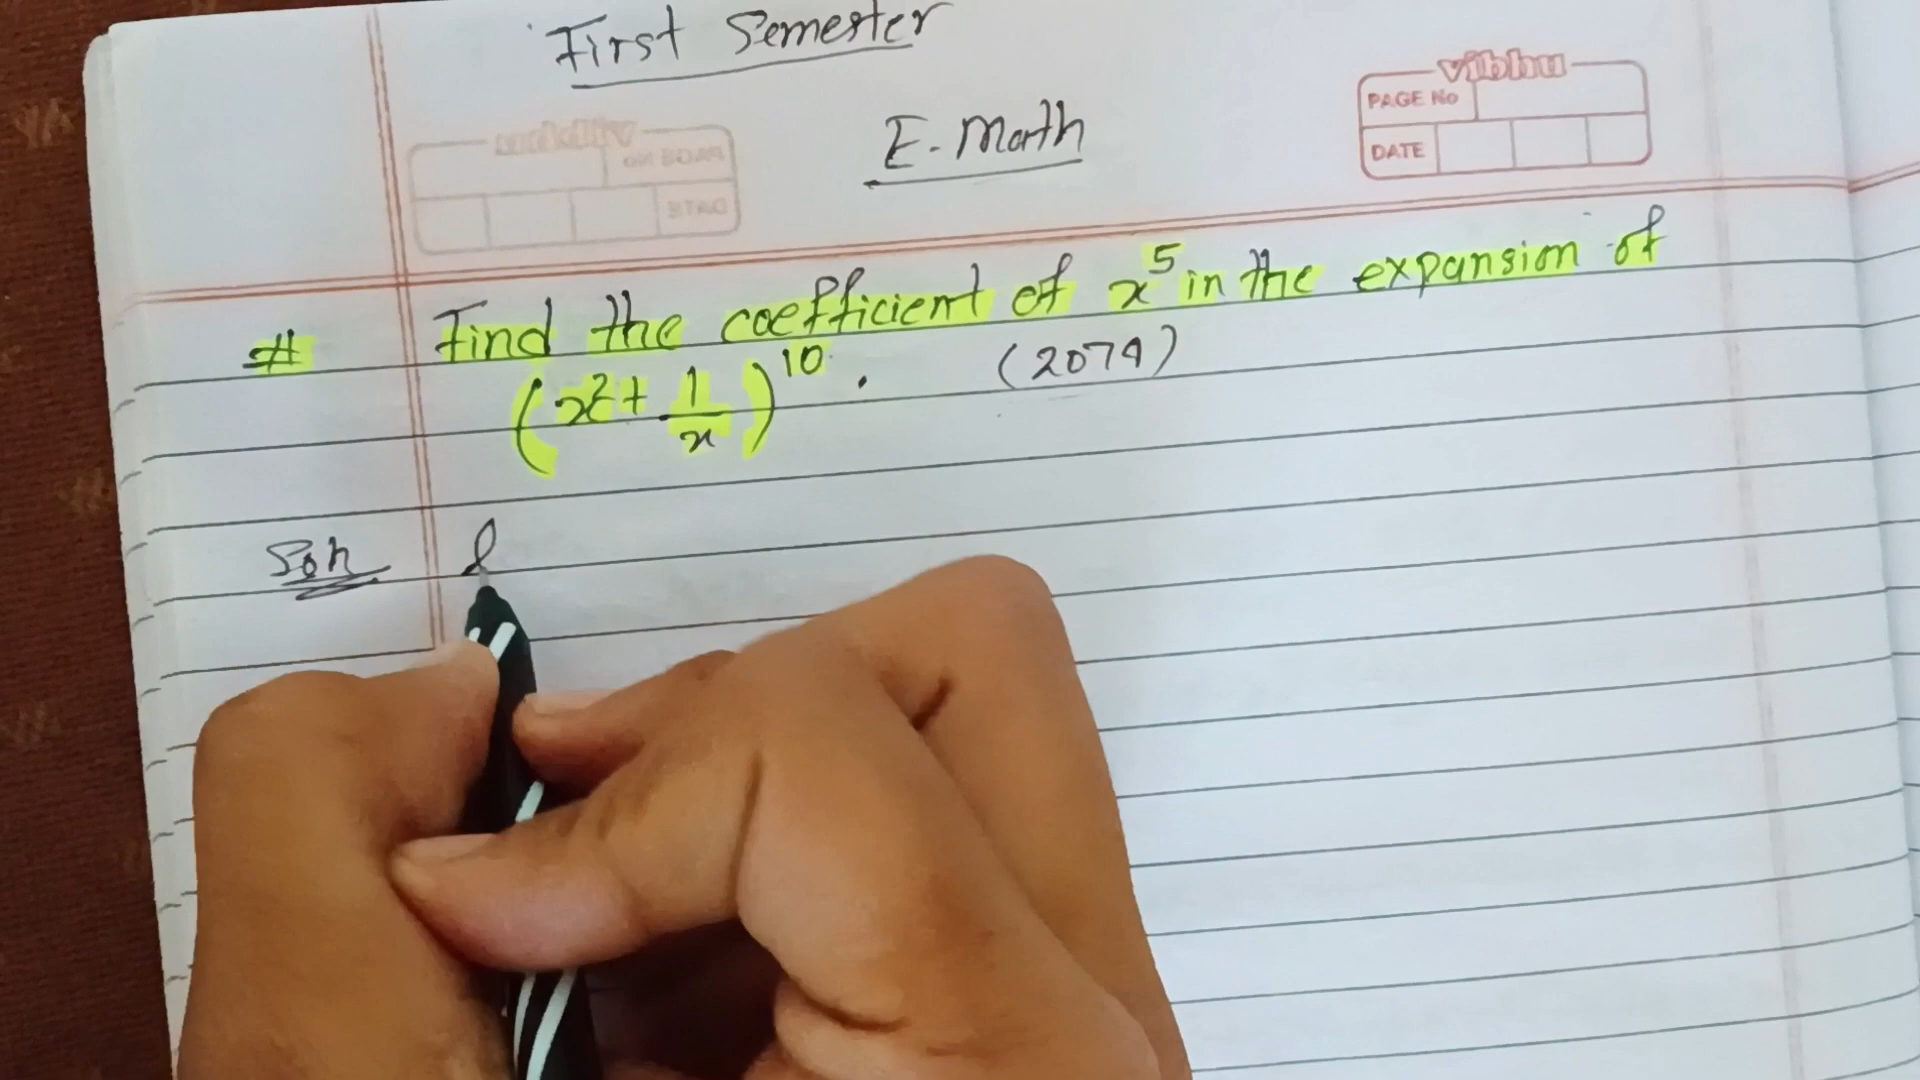 First Semester
vibhu
PAGE No
E-Math
DATE
# Find the coefficient of x⁵ in the expansion of
(x² + 1/x)¹⁰. (2074)
Soln